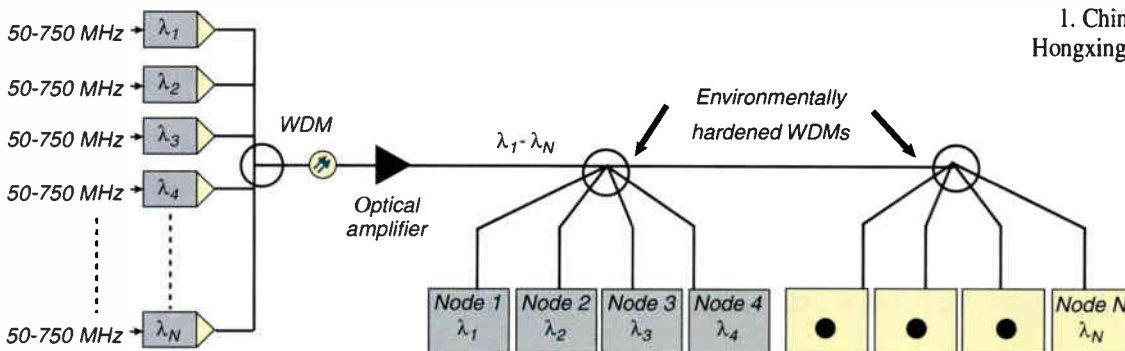 1. Chin
Hongxing
50-750 MHz
λ1
50-750 MHz
λ2
50-750 MHz
λ3
50-750 MHz
λ4
50-750 MHz
λN
WDM
Optical
amplifier
λ1- λN
Environmentally
hardened WDMs
Node 1
λ1
Node 2
λ2
Node 3
λ3
Node 4
λ4
Node N
λN